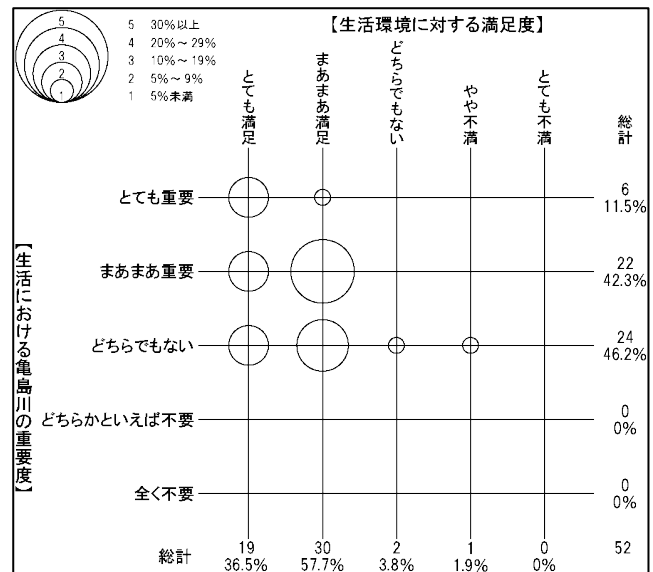 【生活環境に対する満足度】
5 30%以上
4 20%～29%
3 10%～19%
2 5%～9%
1 5%未満
5
4
3
2
1
とても満足
まあまあ満足
どちらでもない
やや不満
とても不満
総計
【生活における亀島川の重要度】
とても重要
6
11.5%
まあまあ重要
22
42.3%
どちらでもない
24
46.2%
どちらかといえば不要
0
0%
全く不要
0
0%
総計
19
36.5%
30
57.7%
2
3.8%
1
1.9%
0
0%
52